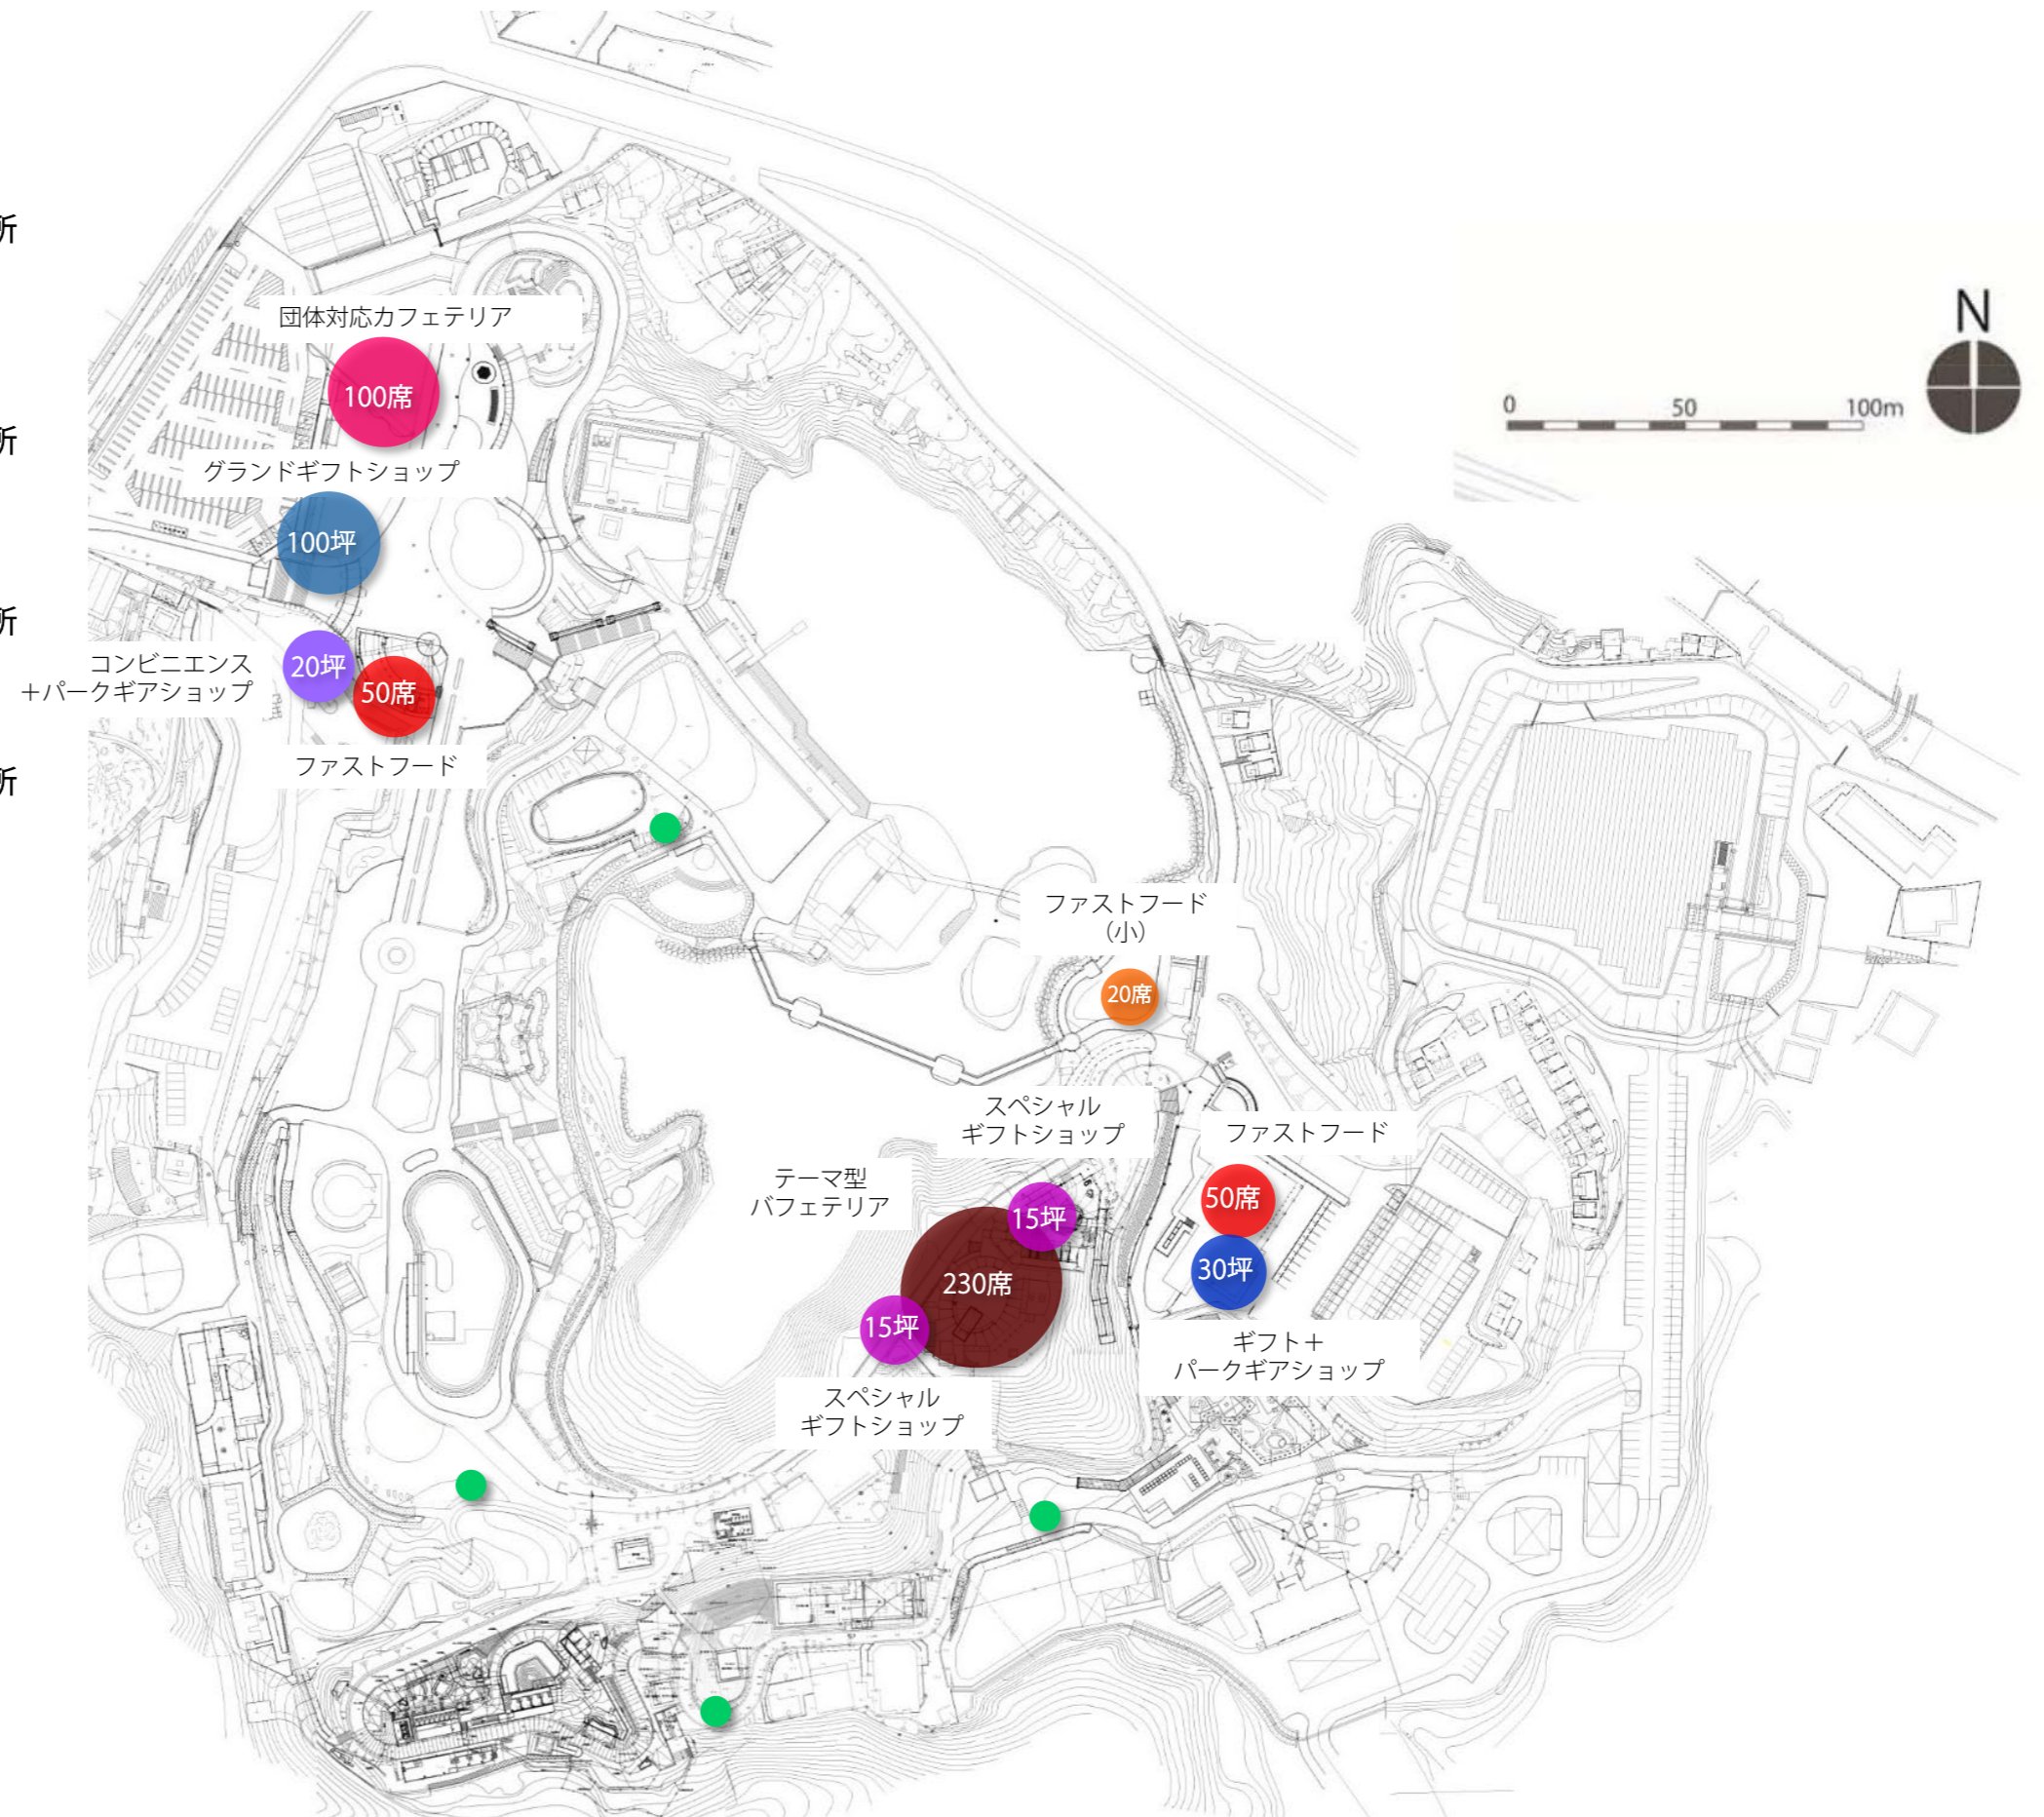 所
所
所
所
N
0 50 100m
団体対応カフェテリア
100席
グランドギフトショップ
100坪
コンビニエンス
＋パークギアショップ
20坪
50席
ファストフード
ファストフード
（小）
20席
スペシャル
ギフトショップ
15坪
テーマ型
バフェテリア
230席
15坪
スペシャル
ギフトショップ
ファストフード
50席
30坪
ギフト＋
パークギアショップ